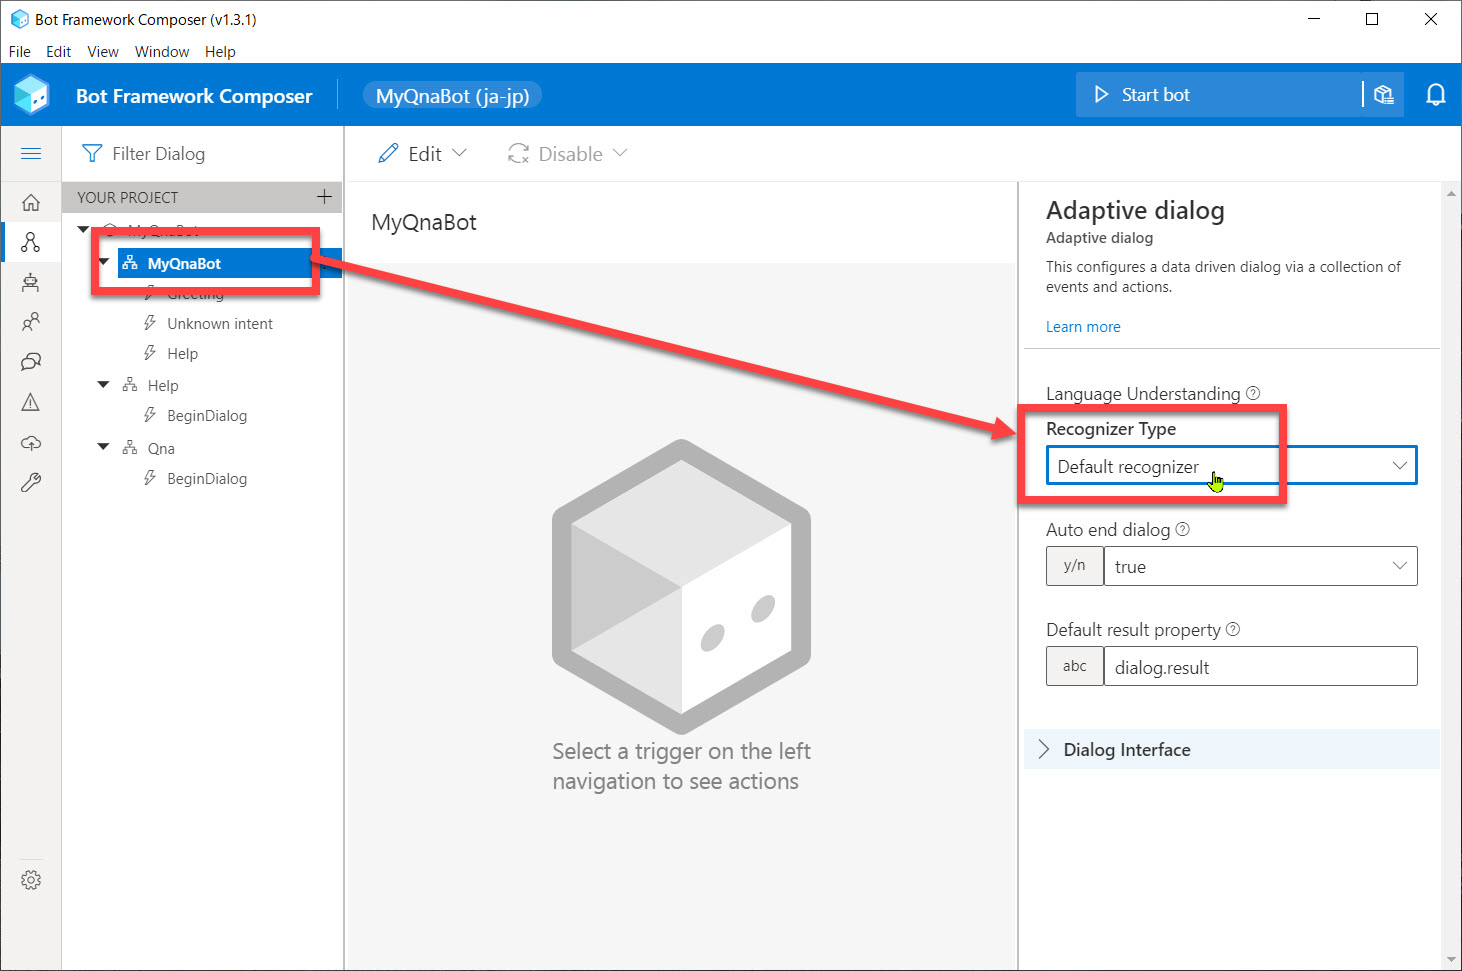 Bot Framework Composer (v1.3.1)
File Edit View Window Help
Bot Framework Composer
MyQnaBot (ja-jp)
Start bot
Filter Dialog
Edit
Disable
YOUR PROJECT
MyQnaBot
MyQnaBot
Greeting
Unknown intent
Help
Help
BeginDialog
Qna
BeginDialog
MyQnaBot
Select a trigger on the left
navigation to see actions
Adaptive dialog
Adaptive dialog
This configures a data driven dialog via a collection of
events and actions.
Learn more
Language Understanding
Recognizer Type
Default recognizer
Auto end dialog
y/n true
Default result property
abc dialog.result
Dialog Interface